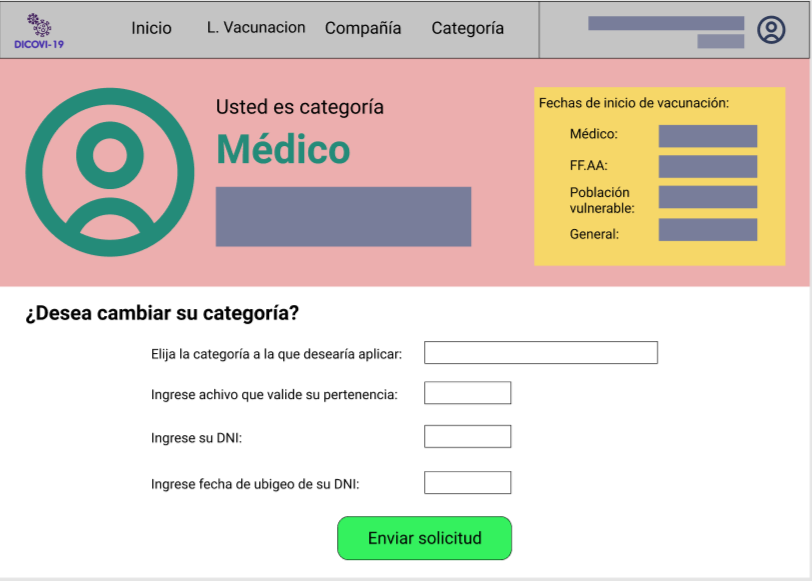 DICOVI-19
Inicio
L. Vacunacion
Compañía
Categoría
Usted es categoría
Médico
Fechas de inicio de vacunación:
Médico:
FF.AA:
Población
vulnerable:
General:
¿Desea cambiar su categoría?
Elija la categoría a la que desearía aplicar:
Ingrese achivo que valide su pertenencia:
Ingrese su DNI:
Ingrese fecha de ubigeo de su DNI:
Enviar solicitud